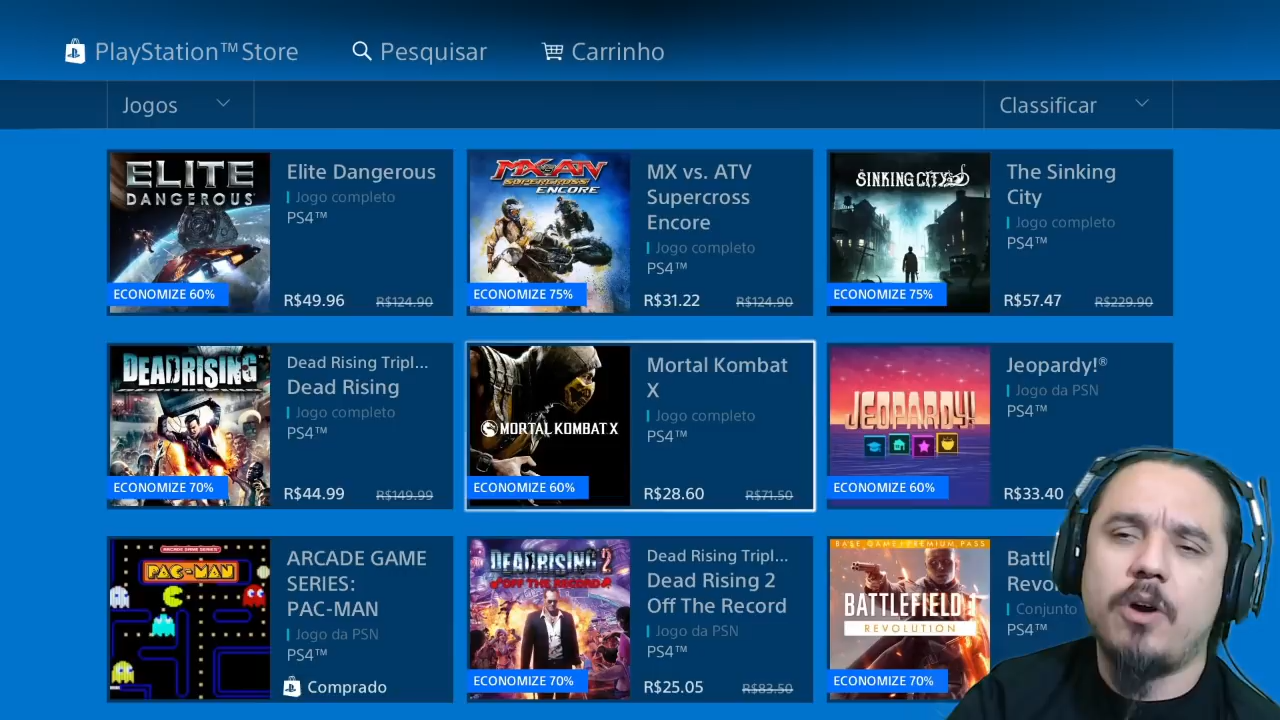 PlayStation™Store
Pesquisar
Carrinho
Jogos
Classificar
ELITE
DANGEROUS
ECONOMIZE 60%
Elite Dangerous
Jogo completo
PS4™
R$49.96
R$124.90
MX vs ATV
SUPERCROSS
ENCORE
ECONOMIZE 75%
MX vs. ATV
Supercross
Encore
Jogo completo
PS4™
R$31.22
R$124.90
SINKING CITY
ECONOMIZE 75%
The Sinking
City
Jogo completo
PS4™
R$57.47
R$229.90
DEADRISING
ECONOMIZE 70%
Dead Rising Tripl...
Dead Rising
Jogo completo
PS4™
R$44.99
R$149.99
MORTAL KOMBAT X
ECONOMIZE 60%
Mortal Kombat
X
Jogo completo
PS4™
R$28.60
R$71.50
JEOPARDY!
ECONOMIZE 60%
Jeopardy!®
Jogo da PSN
PS4™
R$33.40
ARCADE GAME SERIES
PAC-MAN
ARCADE GAME
SERIES:
PAC-MAN
Jogo da PSN
PS4™
Comprado
DEADRISING 2
OFF THE RECORD
ECONOMIZE 70%
Dead Rising Tripl...
Dead Rising 2
Off The Record
Jogo da PSN
PS4™
R$25.05
R$83.50
BASE GAME+PREMIUM PASS
BATTLEFIELD 1
REVOLUTION
ECONOMIZE 70%
Battl
Revo
Conjunto
PS4™